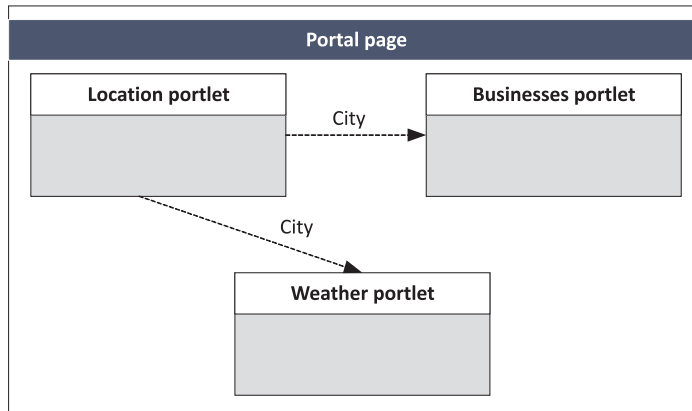 Portal page
Location portlet
Businesses portlet
City
City
Weather portlet